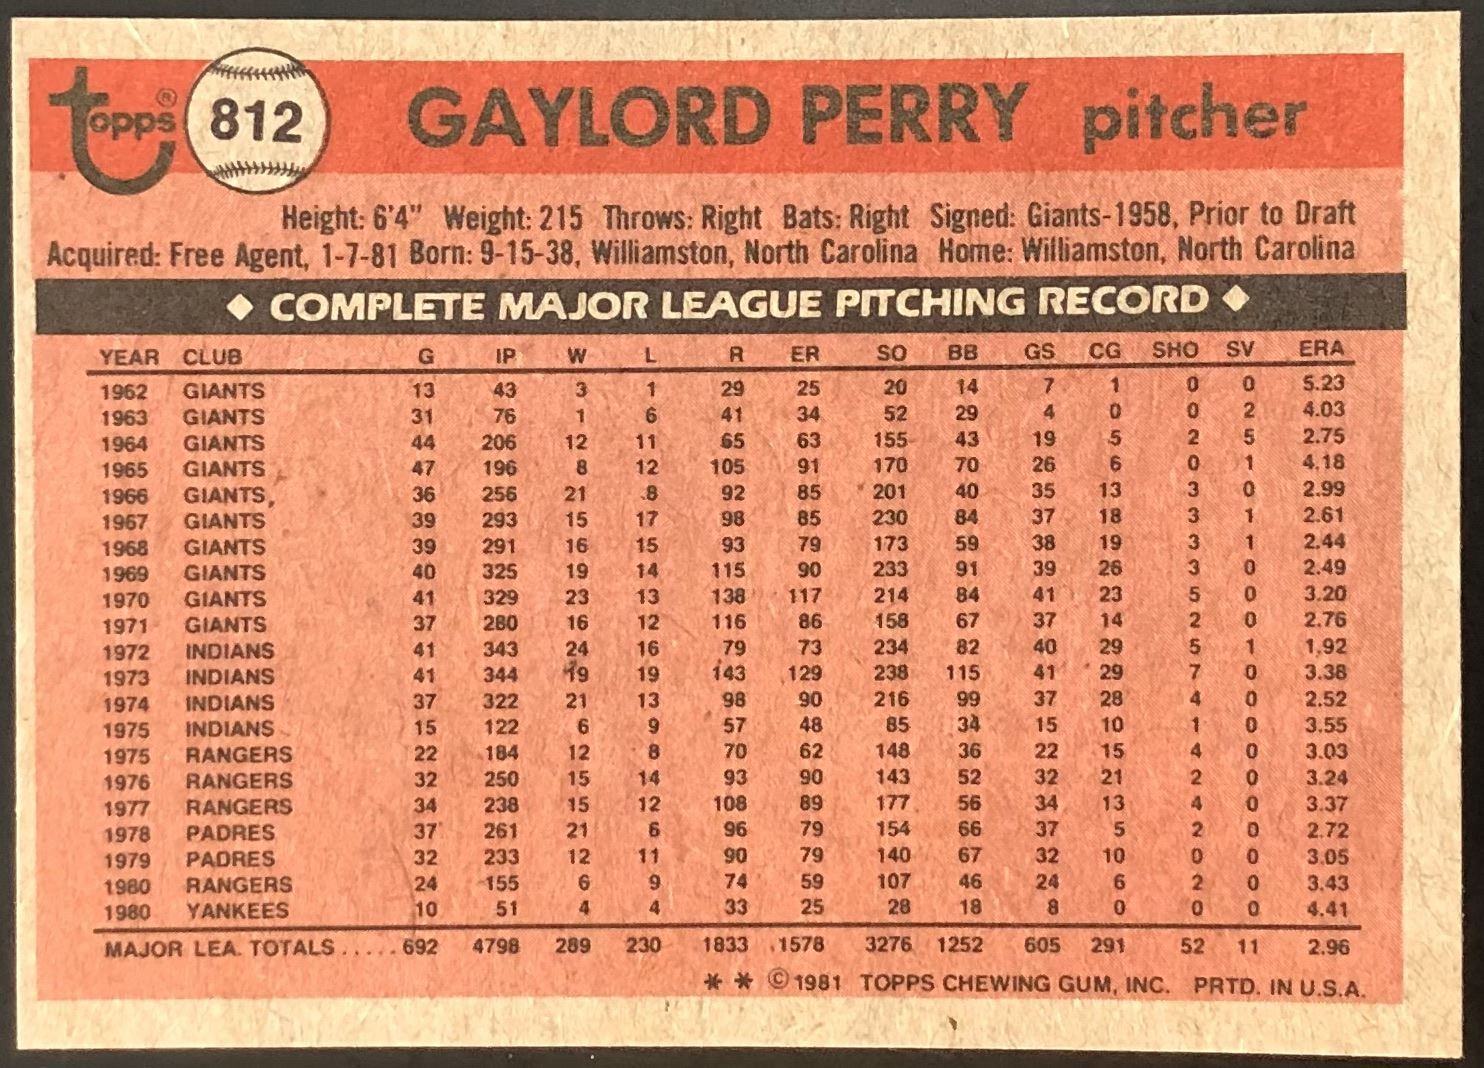 topps® 812 GAYLORD PERRY pitcher
Height: 6'4" Weight: 215 Throws: Right Bats: Right Signed: Giants-1958, Prior to Draft
Acquired: Free Agent, 1-7-81 Born: 9-15-38, Williamston, North Carolina Home: Williamston, North Carolina
◆ COMPLETE MAJOR LEAGUE PITCHING RECORD ◆
YEAR CLUB G IP W L R ER SO BB GS CG SHO SV ERA
1962 GIANTS 13 43 3 1 29 25 20 14 7 1 0 0 5.23
1963 GIANTS 31 76 1 6 41 34 52 29 4 0 0 2 4.03
1964 GIANTS 44 206 12 11 65 63 155 43 19 5 2 5 2.75
1965 GIANTS 47 196 8 12 105 91 170 70 26 6 0 1 4.18
1966 GIANTS 36 256 21 8 92 85 201 40 35 13 3 0 2.99
1967 GIANTS 39 293 15 17 98 85 230 84 37 18 3 1 2.61
1968 GIANTS 39 291 16 15 93 79 173 59 38 19 3 1 2.44
1969 GIANTS 40 325 19 14 115 90 233 91 39 26 3 0 2.49
1970 GIANTS 41 329 23 13 138 117 214 84 41 23 5 0 3.20
1971 GIANTS 37 280 16 12 116 86 158 67 37 14 2 0 2.76
1972 INDIANS 41 343 24 16 79 73 234 82 40 29 5 1 1.92
1973 INDIANS 41 344 19 19 143 129 238 115 41 29 7 0 3.38
1974 INDIANS 37 322 21 13 98 90 216 99 37 28 4 0 2.52
1975 INDIANS 15 122 6 9 57 48 85 34 15 10 1 0 3.55
1975 RANGERS 22 184 12 8 70 62 148 36 22 15 4 0 3.03
1976 RANGERS 32 250 15 14 93 90 143 52 32 21 2 0 3.24
1977 RANGERS 34 238 15 12 108 89 177 56 34 13 4 0 3.37
1978 PADRES 37 261 21 6 96 79 154 66 37 5 2 0 2.72
1979 PADRES 32 233 12 11 90 79 140 67 32 10 0 0 3.05
1980 RANGERS 24 155 6 9 74 59 107 46 24 6 2 0 3.43
1980 YANKEES 10 51 4 4 33 25 28 18 8 0 0 0 4.41
MAJOR LEA. TOTALS ..... 692 4798 289 230 1833 1578 3276 1252 605 291 52 11 2.96
* * © 1981 TOPPS CHEWING GUM, INC. PRTD. IN U.S.A.